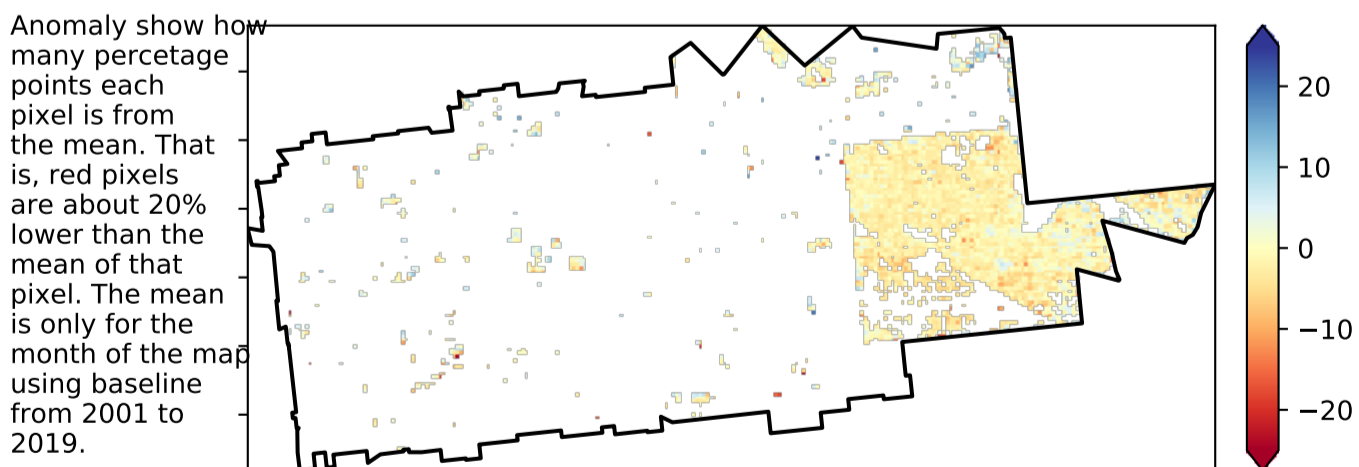 Anomaly show how
many percetage
points each
pixel is from
the mean. That
is, red pixels
are about 20%
lower than the
mean of that
pixel. The mean
is only for the
month of the map
using baseline
from 2001 to
2019.
20
10
0
−10
−20